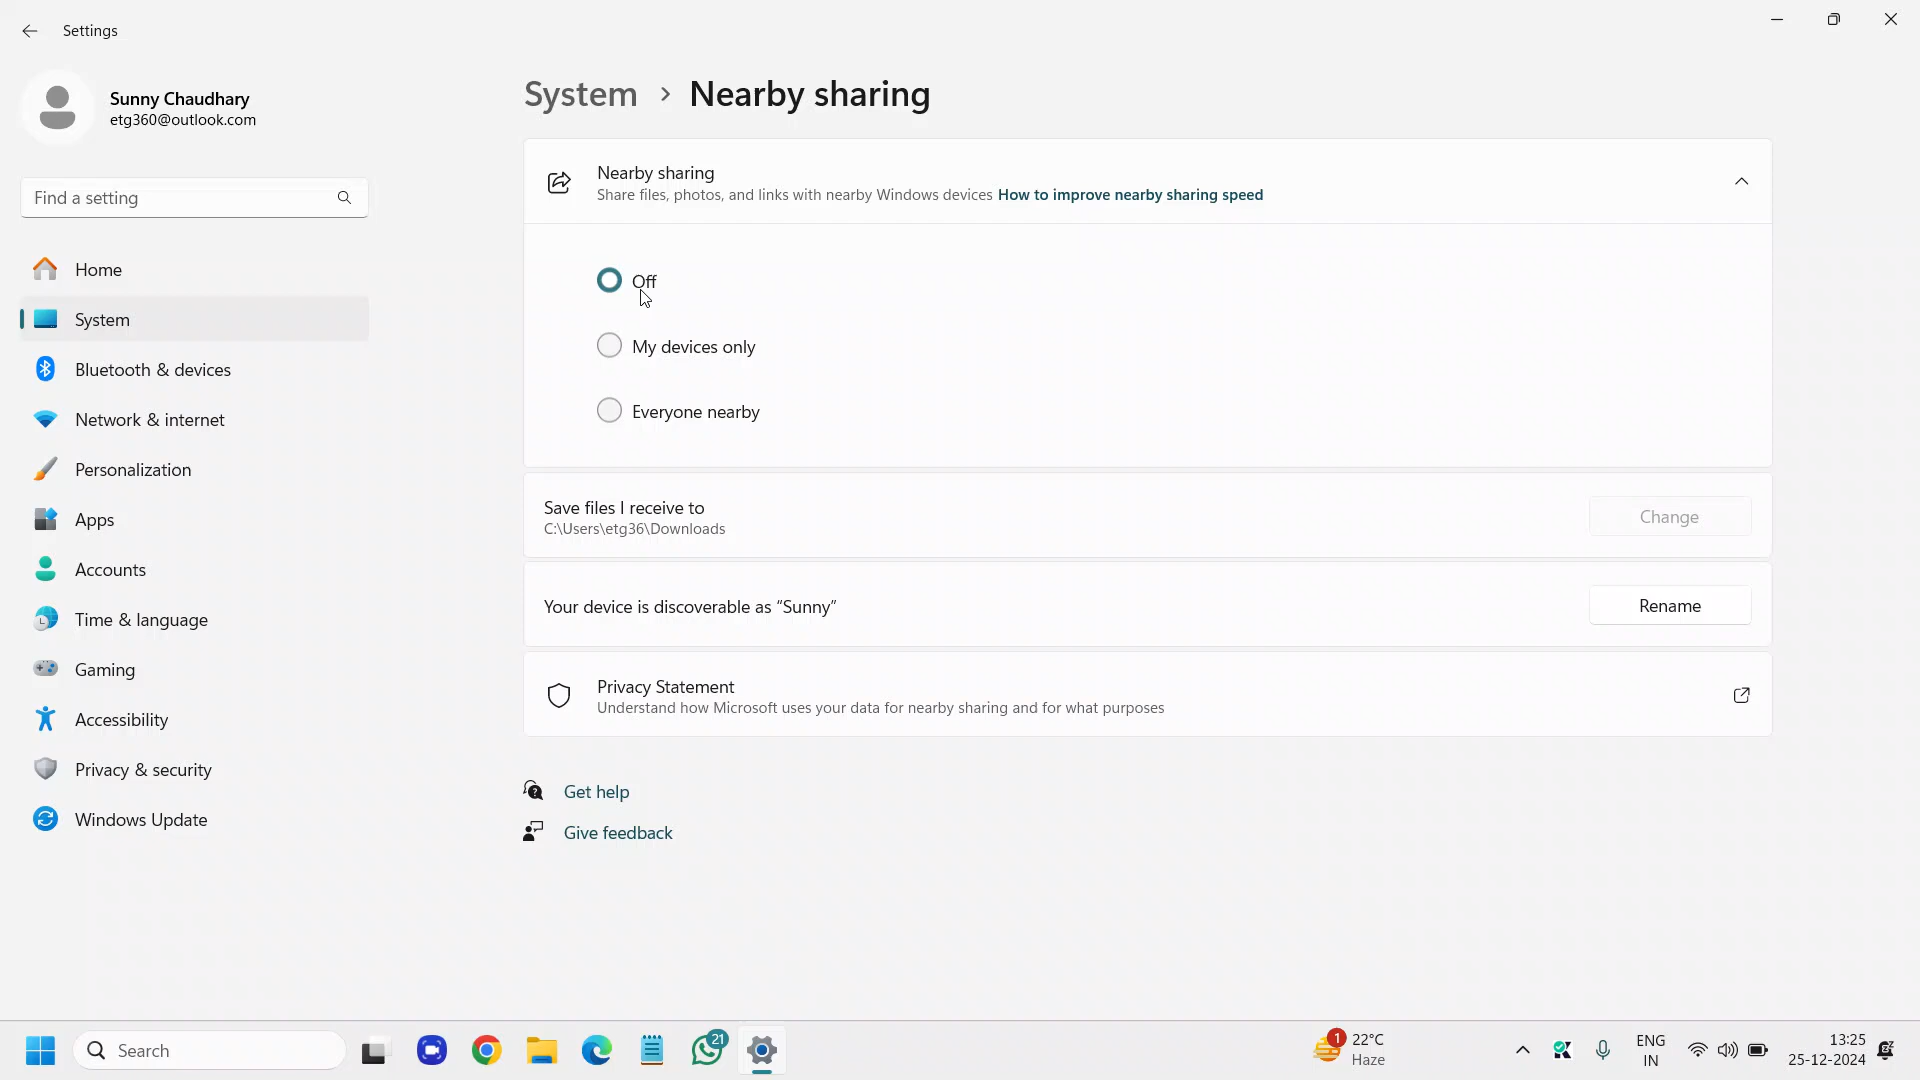 Settings
Sunny Chaudhary
etg360@outlook.com
Find a setting
Home
System
Bluetooth & devices
Network & internet
Personalization
Apps
Accounts
Time & language
Gaming
Accessibility
Privacy & security
Windows Update
System > Nearby sharing
Nearby sharing
Share files, photos, and links with nearby Windows devices How to improve nearby sharing speed
Off
My devices only
Everyone nearby
Save files I receive to
C:\Users\etg36\Downloads
Change
Your device is discoverable as “Sunny”
Rename
Privacy Statement
Understand how Microsoft uses your data for nearby sharing and for what purposes
Get help
Give feedback
Search
21
1
22°C
Haze
ENG
IN
13:25
25-12-2024